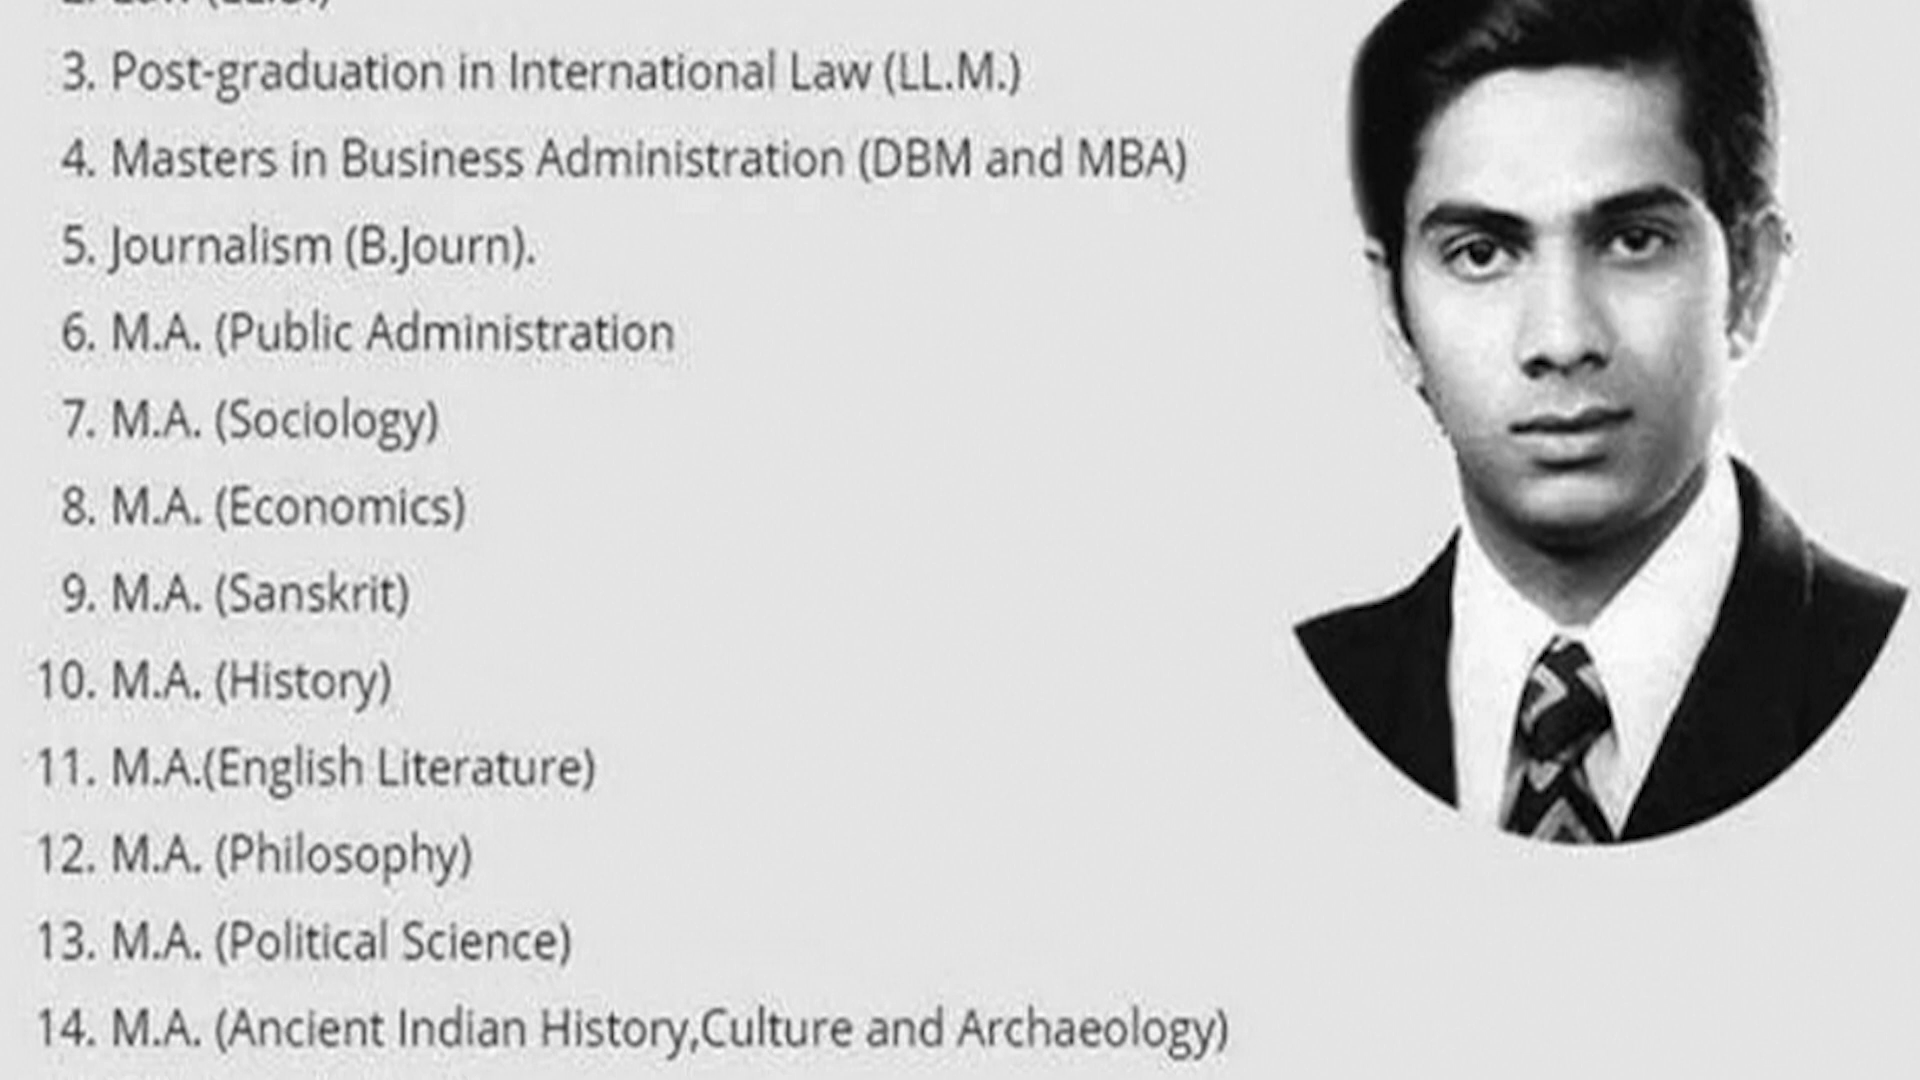 3. Post-graduation in International Law (LL.M.)
4. Masters in Business Administration (DBM and MBA)
5. Journalism (B.Journ).
6. M.A. (Public Administration
7. M.A. (Sociology)
8. M.A. (Economics)
9. M.A. (Sanskrit)
10. M.A. (History)
11. M.A.(English Literature)
12. M.A. (Philosophy)
13. M.A. (Political Science)
14. M.A. (Ancient Indian History,Culture and Archaeology)